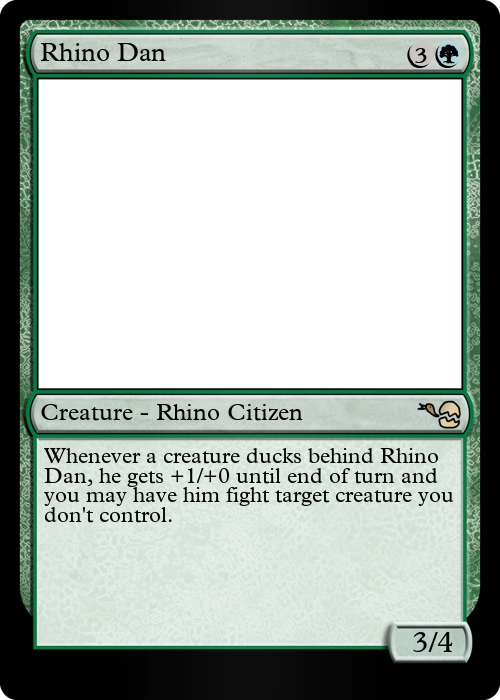 Rhino Dan 3
Creature - Rhino Citizen
Whenever a creature ducks behind Rhino
Dan, he gets +1/+0 until end of turn and
you may have him fight target creature you
don't control.
3/4